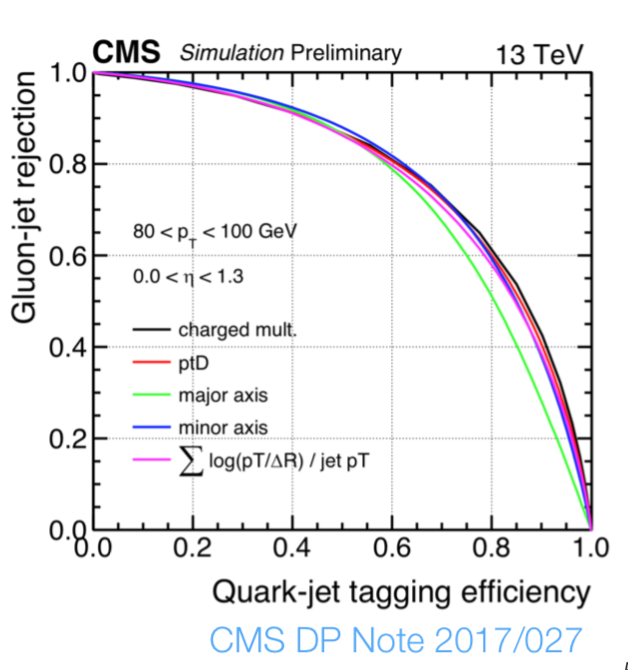 CMS Simulation Preliminary 13 TeV
Gluon-jet rejection
1.0
0.8
0.6
0.4
0.2
0.0
80 < pT < 100 GeV
0.0 < η < 1.3
charged mult.
ptD
major axis
minor axis
∑ log(pT/ΔR) / jet pT
0.0 0.2 0.4 0.6 0.8 1.0
Quark-jet tagging efficiency
CMS DP Note 2017/027